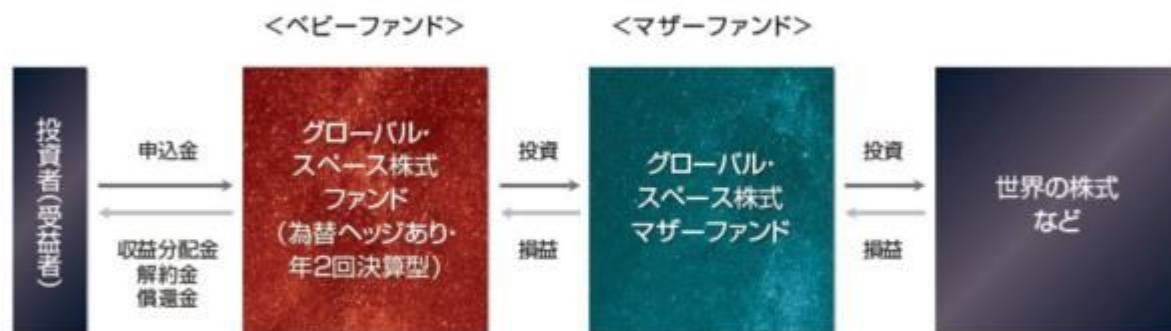 ＜ベビーファンド＞
＜マザーファンド＞
投資者(受益者)
申込金
収益分配金
解約金
償還金
グローバル・
スペース株式
ファンド
(為替ヘッジあり・
年2回決算型)
投資
損益
グローバル・
スペース株式
マザーファンド
投資
損益
世界の株式
など